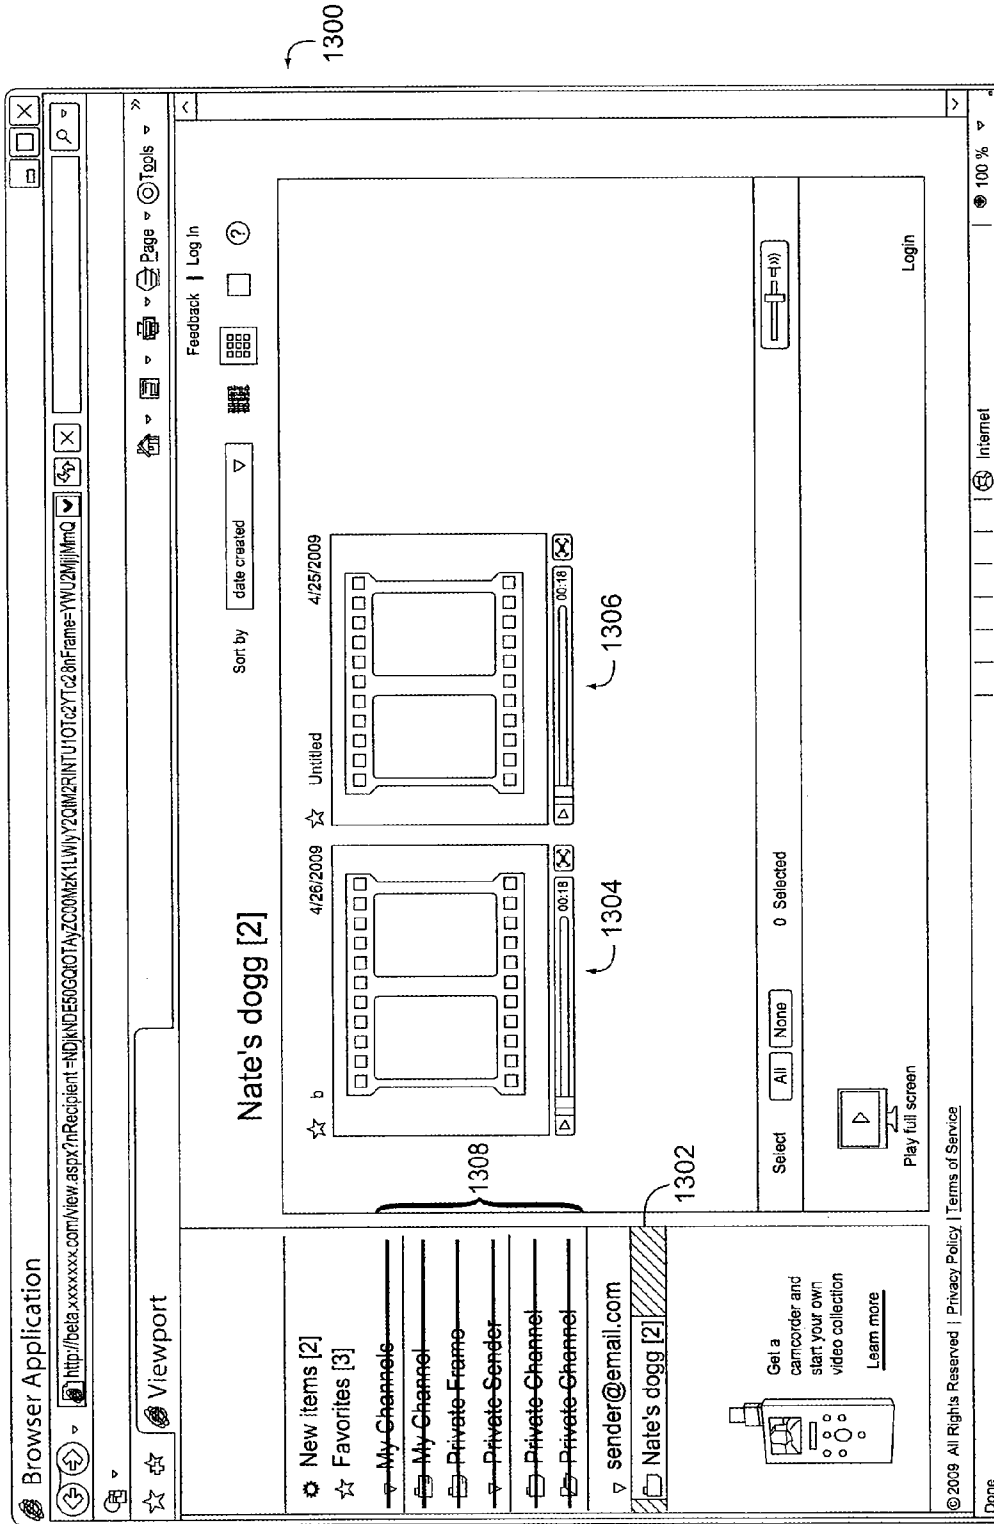 1300
Browser Application
http://beta.xxxxxxx.com/view.aspx?nRecipient=NDjkNDE50GQtOTAyZC00MzK1LWIyY2QtM2RlNTU1OTc2YTc28nFrame=YWU2MjljMmQ
Viewport
Page
Tools
»
Feedback | Log In
New items [2]
Favorites [3]
My Channels
My Channel
Private Frame
Private Sender
Private Channel
Private Channel
sender@email.com
Nate's dogg [2]
1308
1302
Get a
camcorder and
start your own
video collection
Learn more
Nate's dogg [2]
Sort by
date created
?
b
4/26/2009
00:18
1304
Untitled
4/25/2009
00:18
1306
Select
All
None
0 Selected
Play full screen
Login
©2009 All Rights Reserved | Privacy Policy | Terms of Service
Done
Internet
100 %